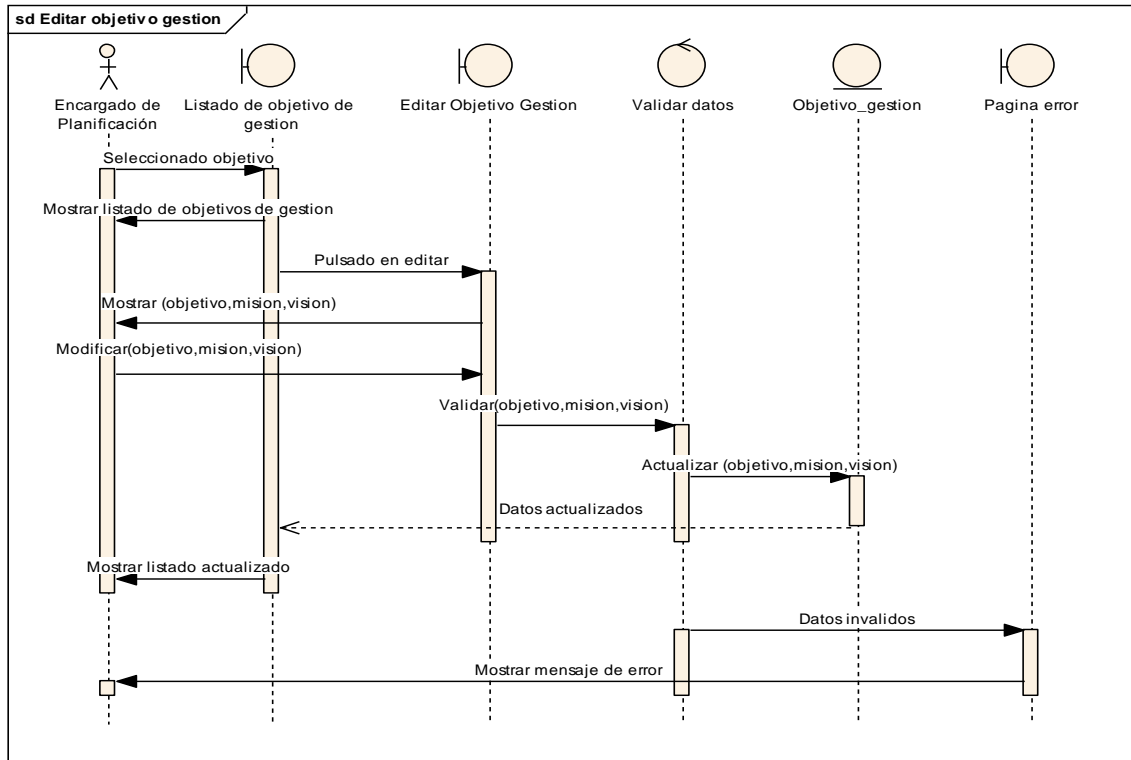 sd Editar objetivo gestion
Encargado de
Planificación
Listado de objetivo de
gestion
Editar Objetivo Gestion
Validar datos
Objetivo_gestion
Pagina error
Seleccionado objetivo
Mostrar listado de objetivos de gestion
Pulsado en editar
Mostrar (objetivo,mision,vision)
Modificar(objetivo,mision,vision)
Validar(objetivo,mision,vision)
Actualizar (objetivo,mision,vision)
Datos actualizados
Mostrar listado actualizado
Datos invalidos
Mostrar mensaje de error